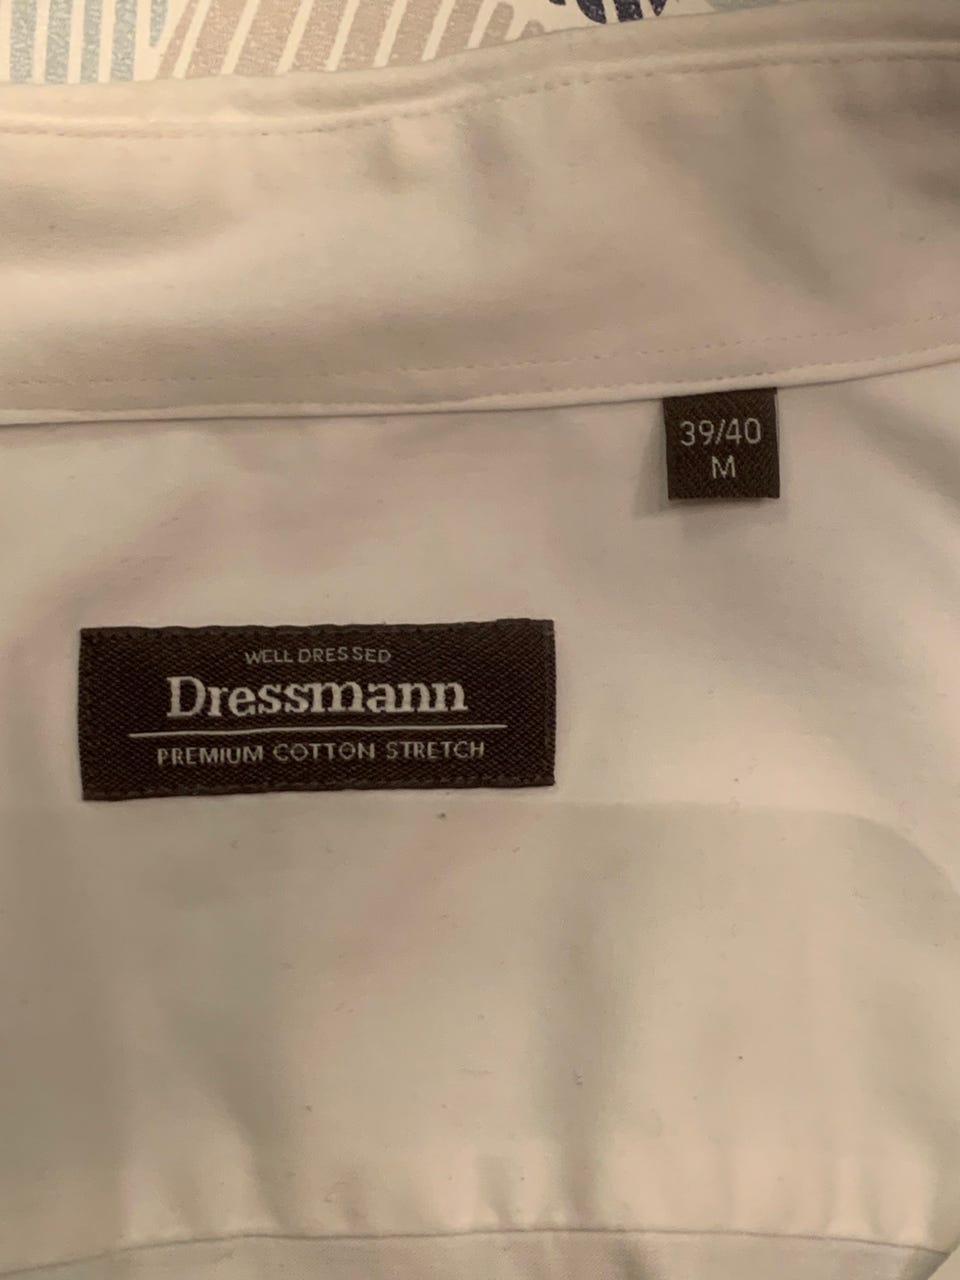 39/40
M
WELL DRESSED
Dressmann
PREMIUM COTTON STRETCH